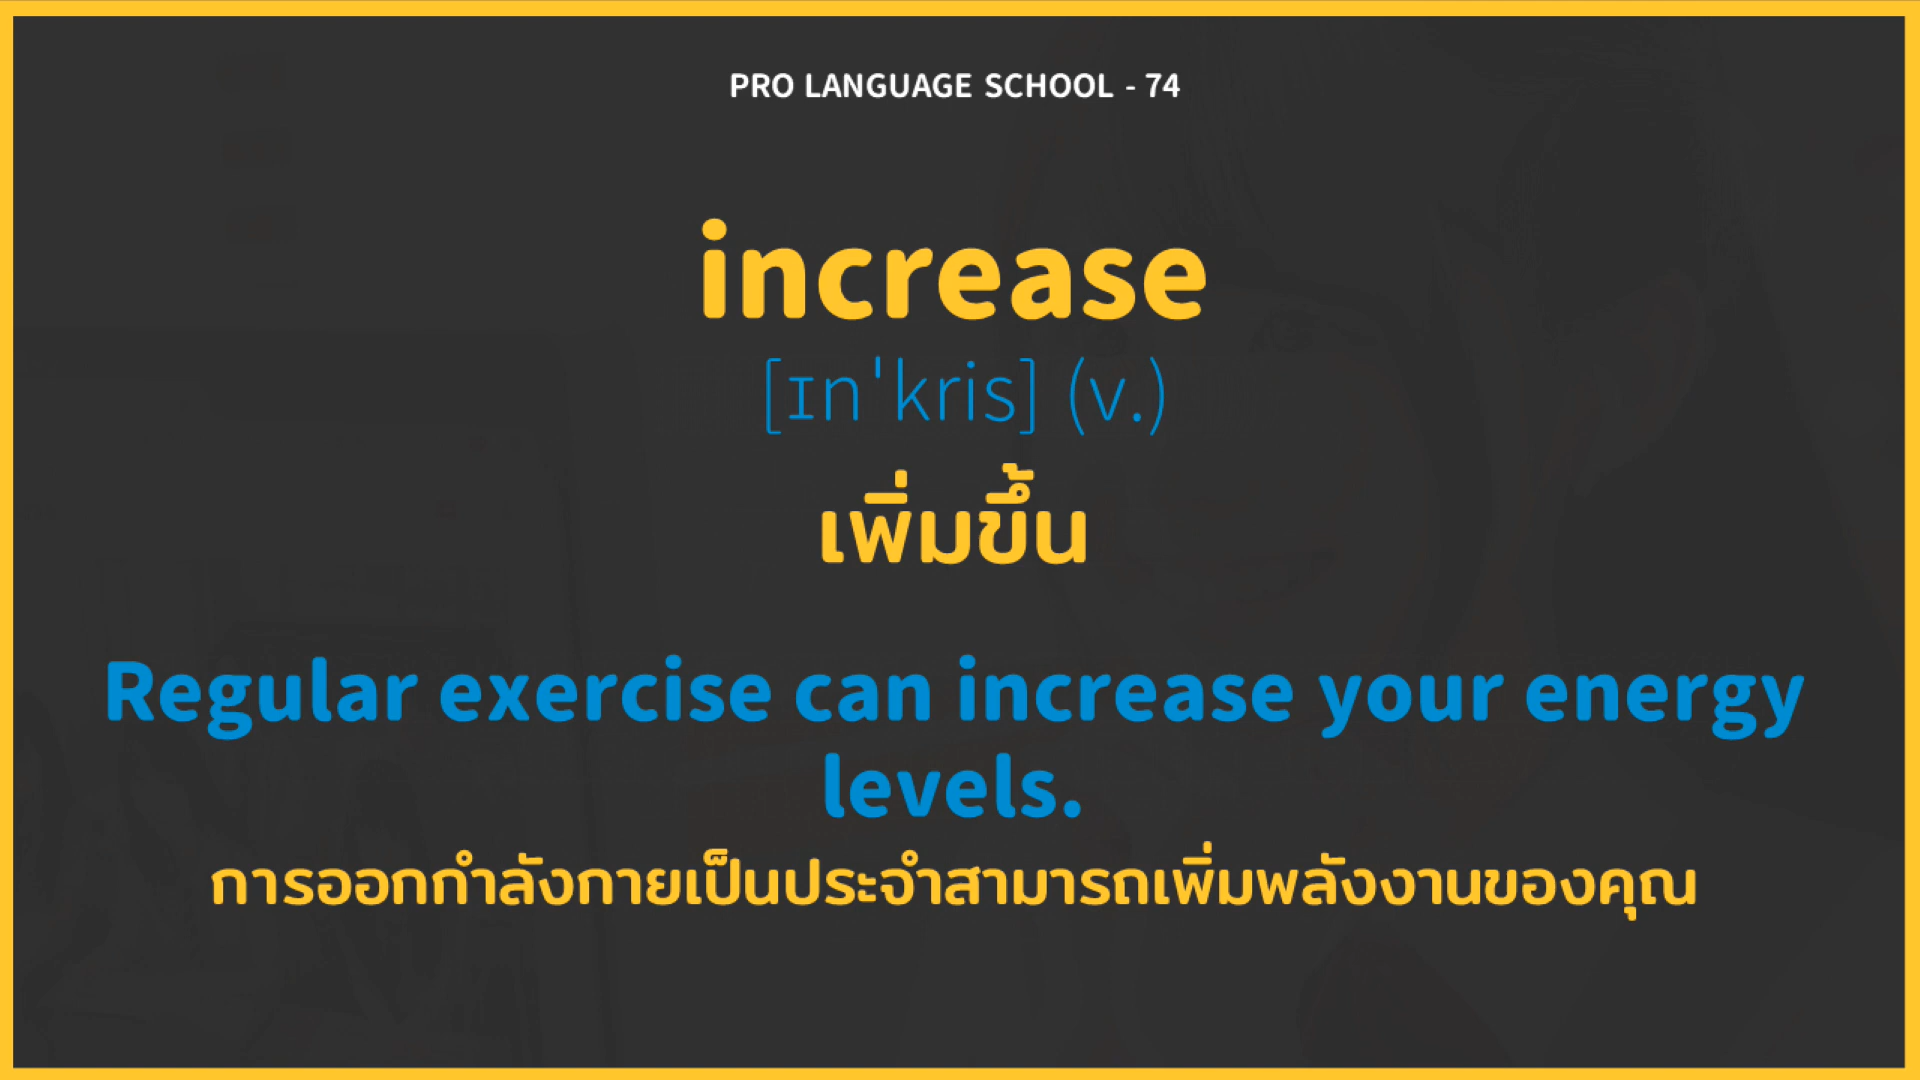 PRO LANGUAGE SCHOOL - 74
increase
[ɪnˈkris] (v.)
เพิ่มขึ้น
Regular exercise can increase your energy
levels.
การออกกำลังกายเป็นประจำสามารถเพิ่มพลังงานของคุณ